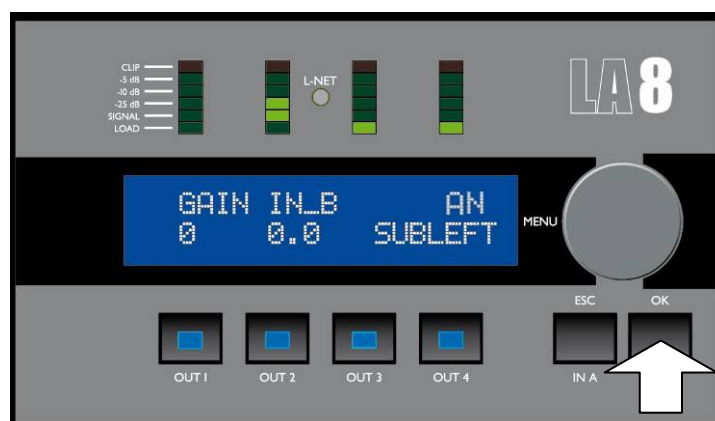 CLIP
-5 dB
-10 dB
-25 dB
SIGNAL
LOAD
L-NET
LA8
GAIN IN_B AN
0 0.0 SUBLEFT
MENU
ESC OK
OUT 1 OUT 2 OUT 3 OUT 4 IN A